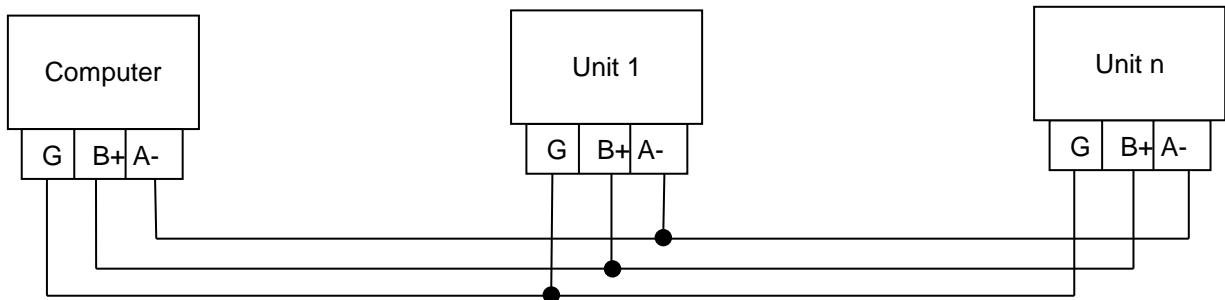 Computer
Unit 1
Unit n
G B+ A-
G B+ A-
G B+ A-